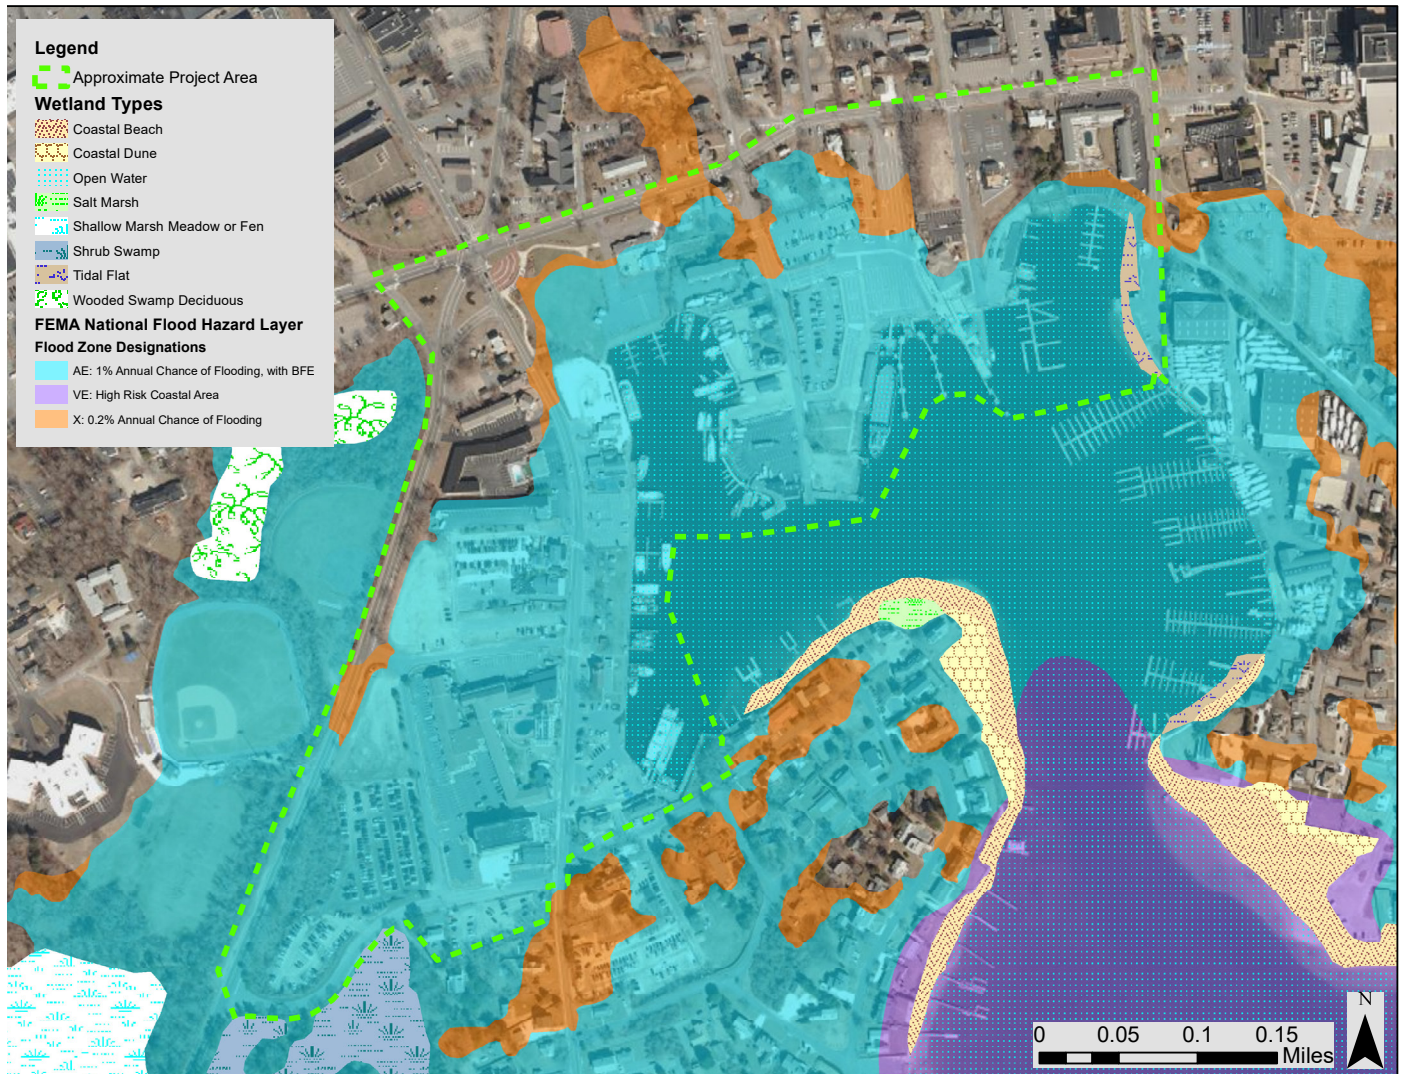 Legend
Approximate Project Area
Wetland Types
Coastal Beach
Coastal Dune
Open Water
Salt Marsh
Shallow Marsh Meadow or Fen
Shrub Swamp
Tidal Flat
Wooded Swamp Deciduous
FEMA National Flood Hazard Layer
Flood Zone Designations
AE: 1% Annual Chance of Flooding, with BFE
VE: High Risk Coastal Area
X: 0.2% Annual Chance of Flooding
N
0 0.05 0.1 0.15
Miles